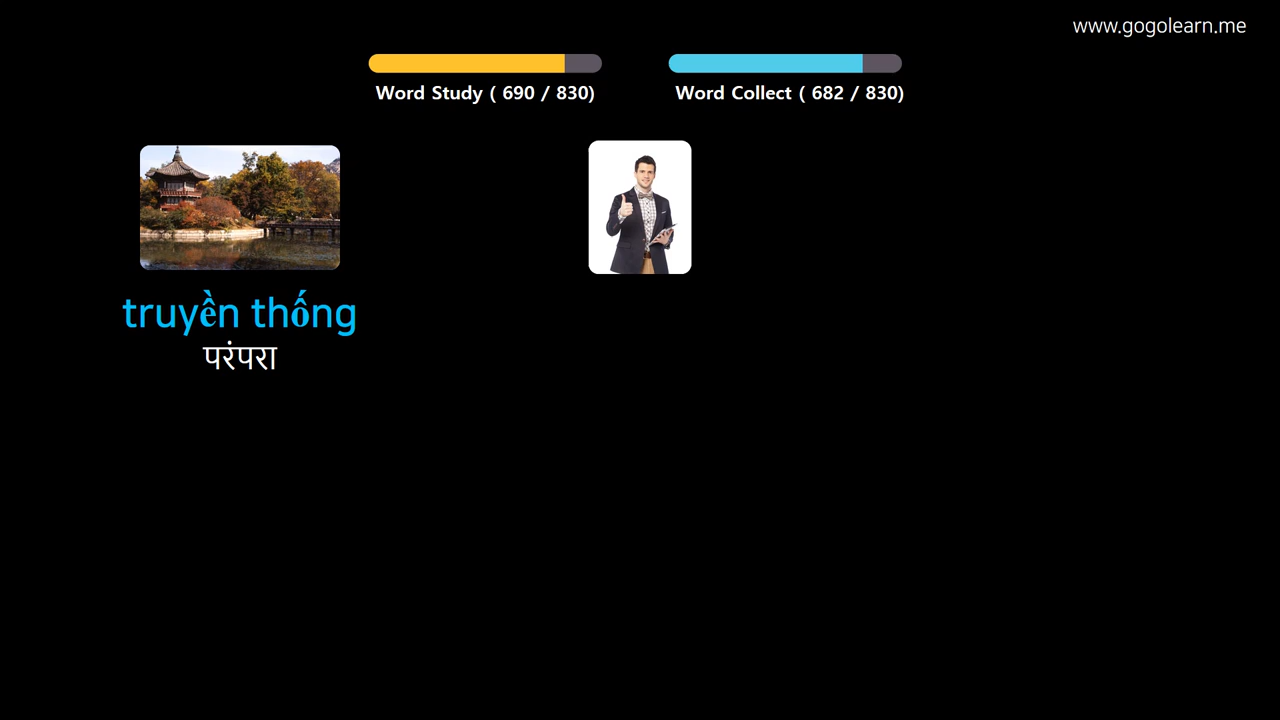 www.gogolearn.me
Word Study ( 690 / 830)
Word Collect ( 682 / 830)
truyền thống
परंपरा